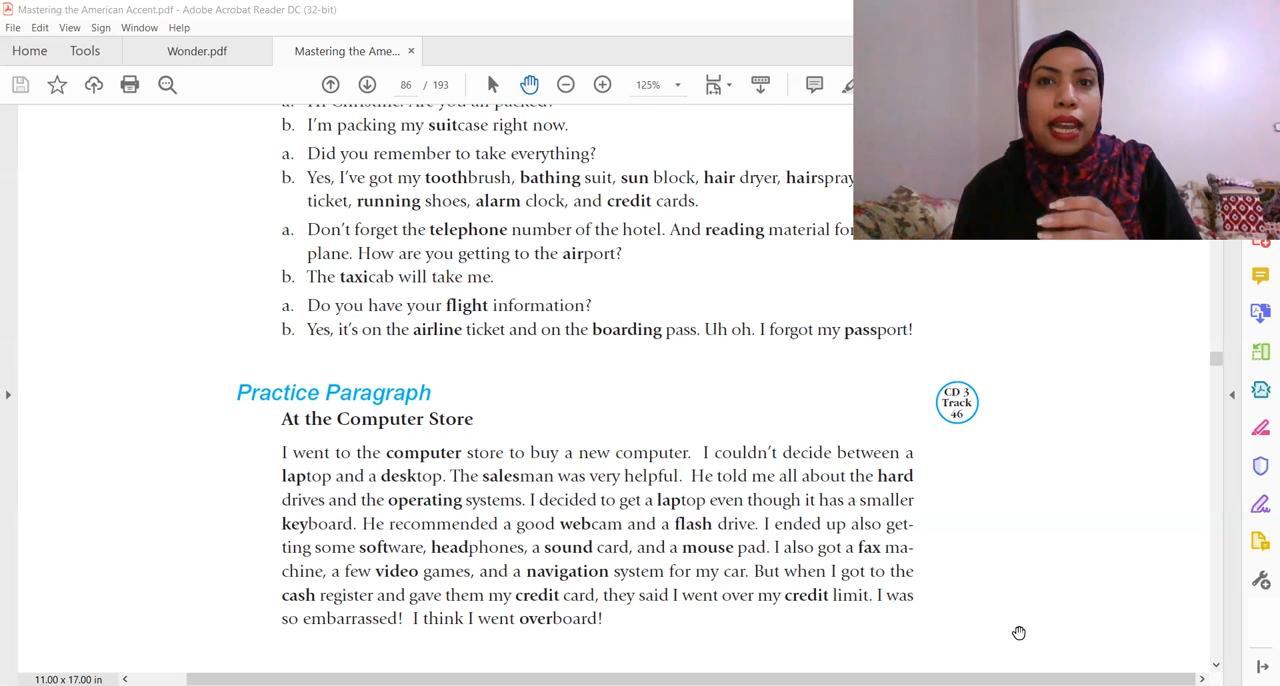 Mastering the American Accent.pdf - Adobe Acrobat Reader DC (32-bit)
File Edit View Sign Window Help
Home Tools Wonder.pdf Mastering the Ame... ×
86 / 193 125%
a. Hi Christine. Are you all packed?
b. I'm packing my suitcase right now.
a. Did you remember to take everything?
b. Yes, I've got my toothbrush, bathing suit, sun block, hair dryer, hairspray
ticket, running shoes, alarm clock, and credit cards.
a. Don't forget the telephone number of the hotel. And reading material for
plane. How are you getting to the airport?
b. The taxicab will take me.
a. Do you have your flight information?
b. Yes, it's on the airline ticket and on the boarding pass. Uh oh. I forgot my passport!
Practice Paragraph
CD 3
Track
46
At the Computer Store
I went to the computer store to buy a new computer. I couldn't decide between a
laptop and a desktop. The salesman was very helpful. He told me all about the hard
drives and the operating systems. I decided to get a laptop even though it has a smaller
keyboard. He recommended a good webcam and a flash drive. I ended up also get-
ting some software, headphones, a sound card, and a mouse pad. I also got a fax ma-
chine, a few video games, and a navigation system for my car. But when I got to the
cash register and gave them my credit card, they said I went over my credit limit. I was
so embarrassed! I think I went overboard!
11.00 x 17.00 in